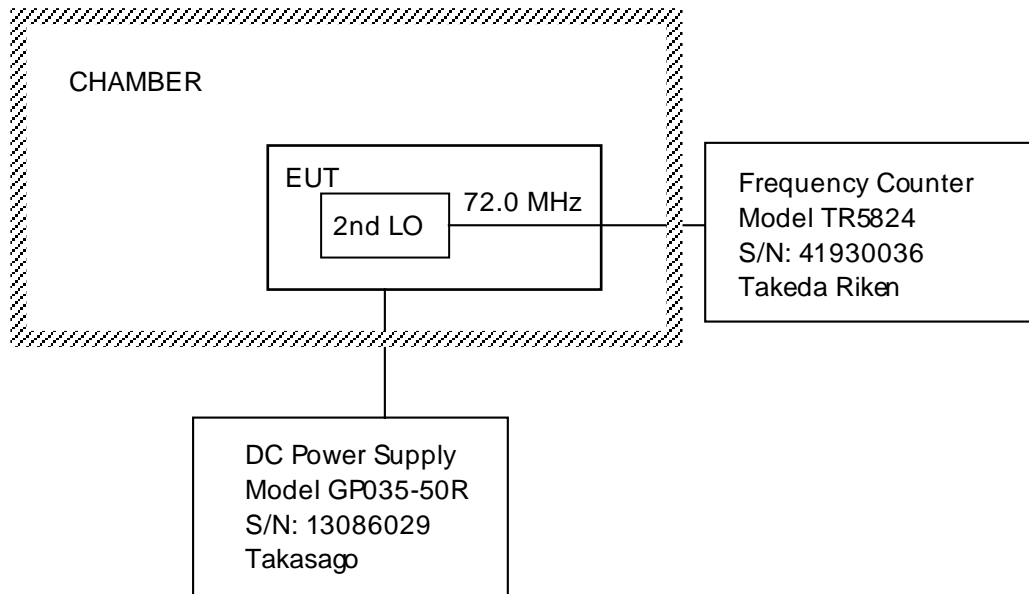 CHAMBER
EUT
2nd LO
72.0 MHz
Frequency Counter
Model TR5824
S/N: 41930036
Takeda Riken
DC Power Supply
Model GP035-50R
S/N: 13086029
Takasago